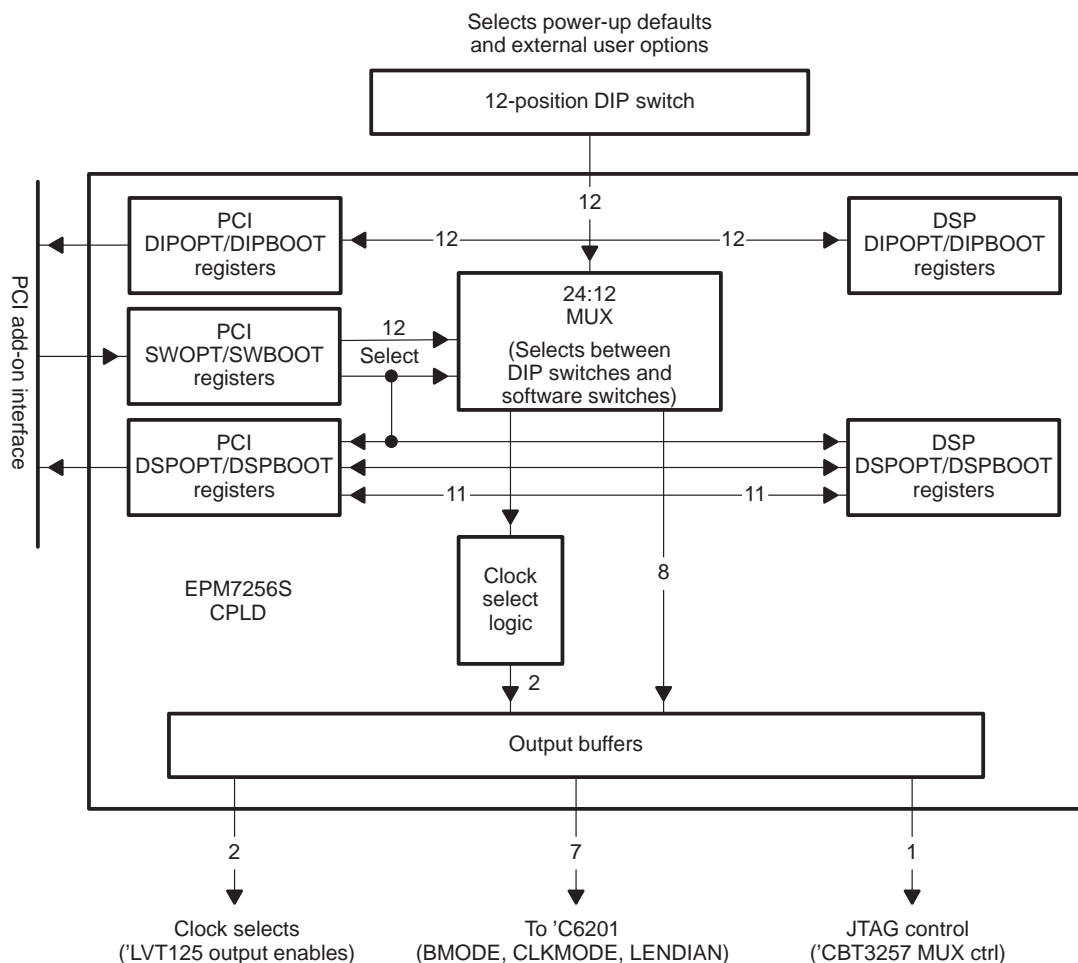 Selects power-up defaults
and external user options
12-position DIP switch
12
PCI
DIPOPT/DIPBOOT
registers
12
12
DSP
DIPOPT/DIPBOOT
registers
PCI add-on interface
PCI
SWOPT/SWBOOT
registers
12
Select
24:12
MUX
(Selects between
DIP switches and
software switches)
PCI
DSPOPT/DSPBOOT
registers
11
11
DSP
DSPOPT/DSPBOOT
registers
EPM7256S
CPLD
Clock
select
logic
8
2
Output buffers
2
7
1
Clock selects
('LVT125 output enables)
To 'C6201
(BMODE, CLKMODE, LENDIAN)
JTAG control
('CBT3257 MUX ctrl)